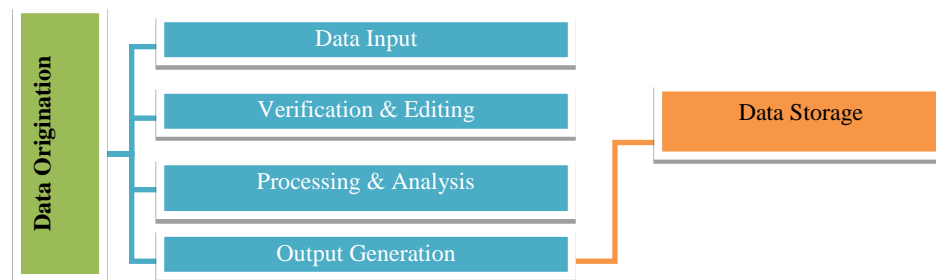 Data Origination
Data Input
Verification & Editing
Processing & Analysis
Output Generation
Data Storage